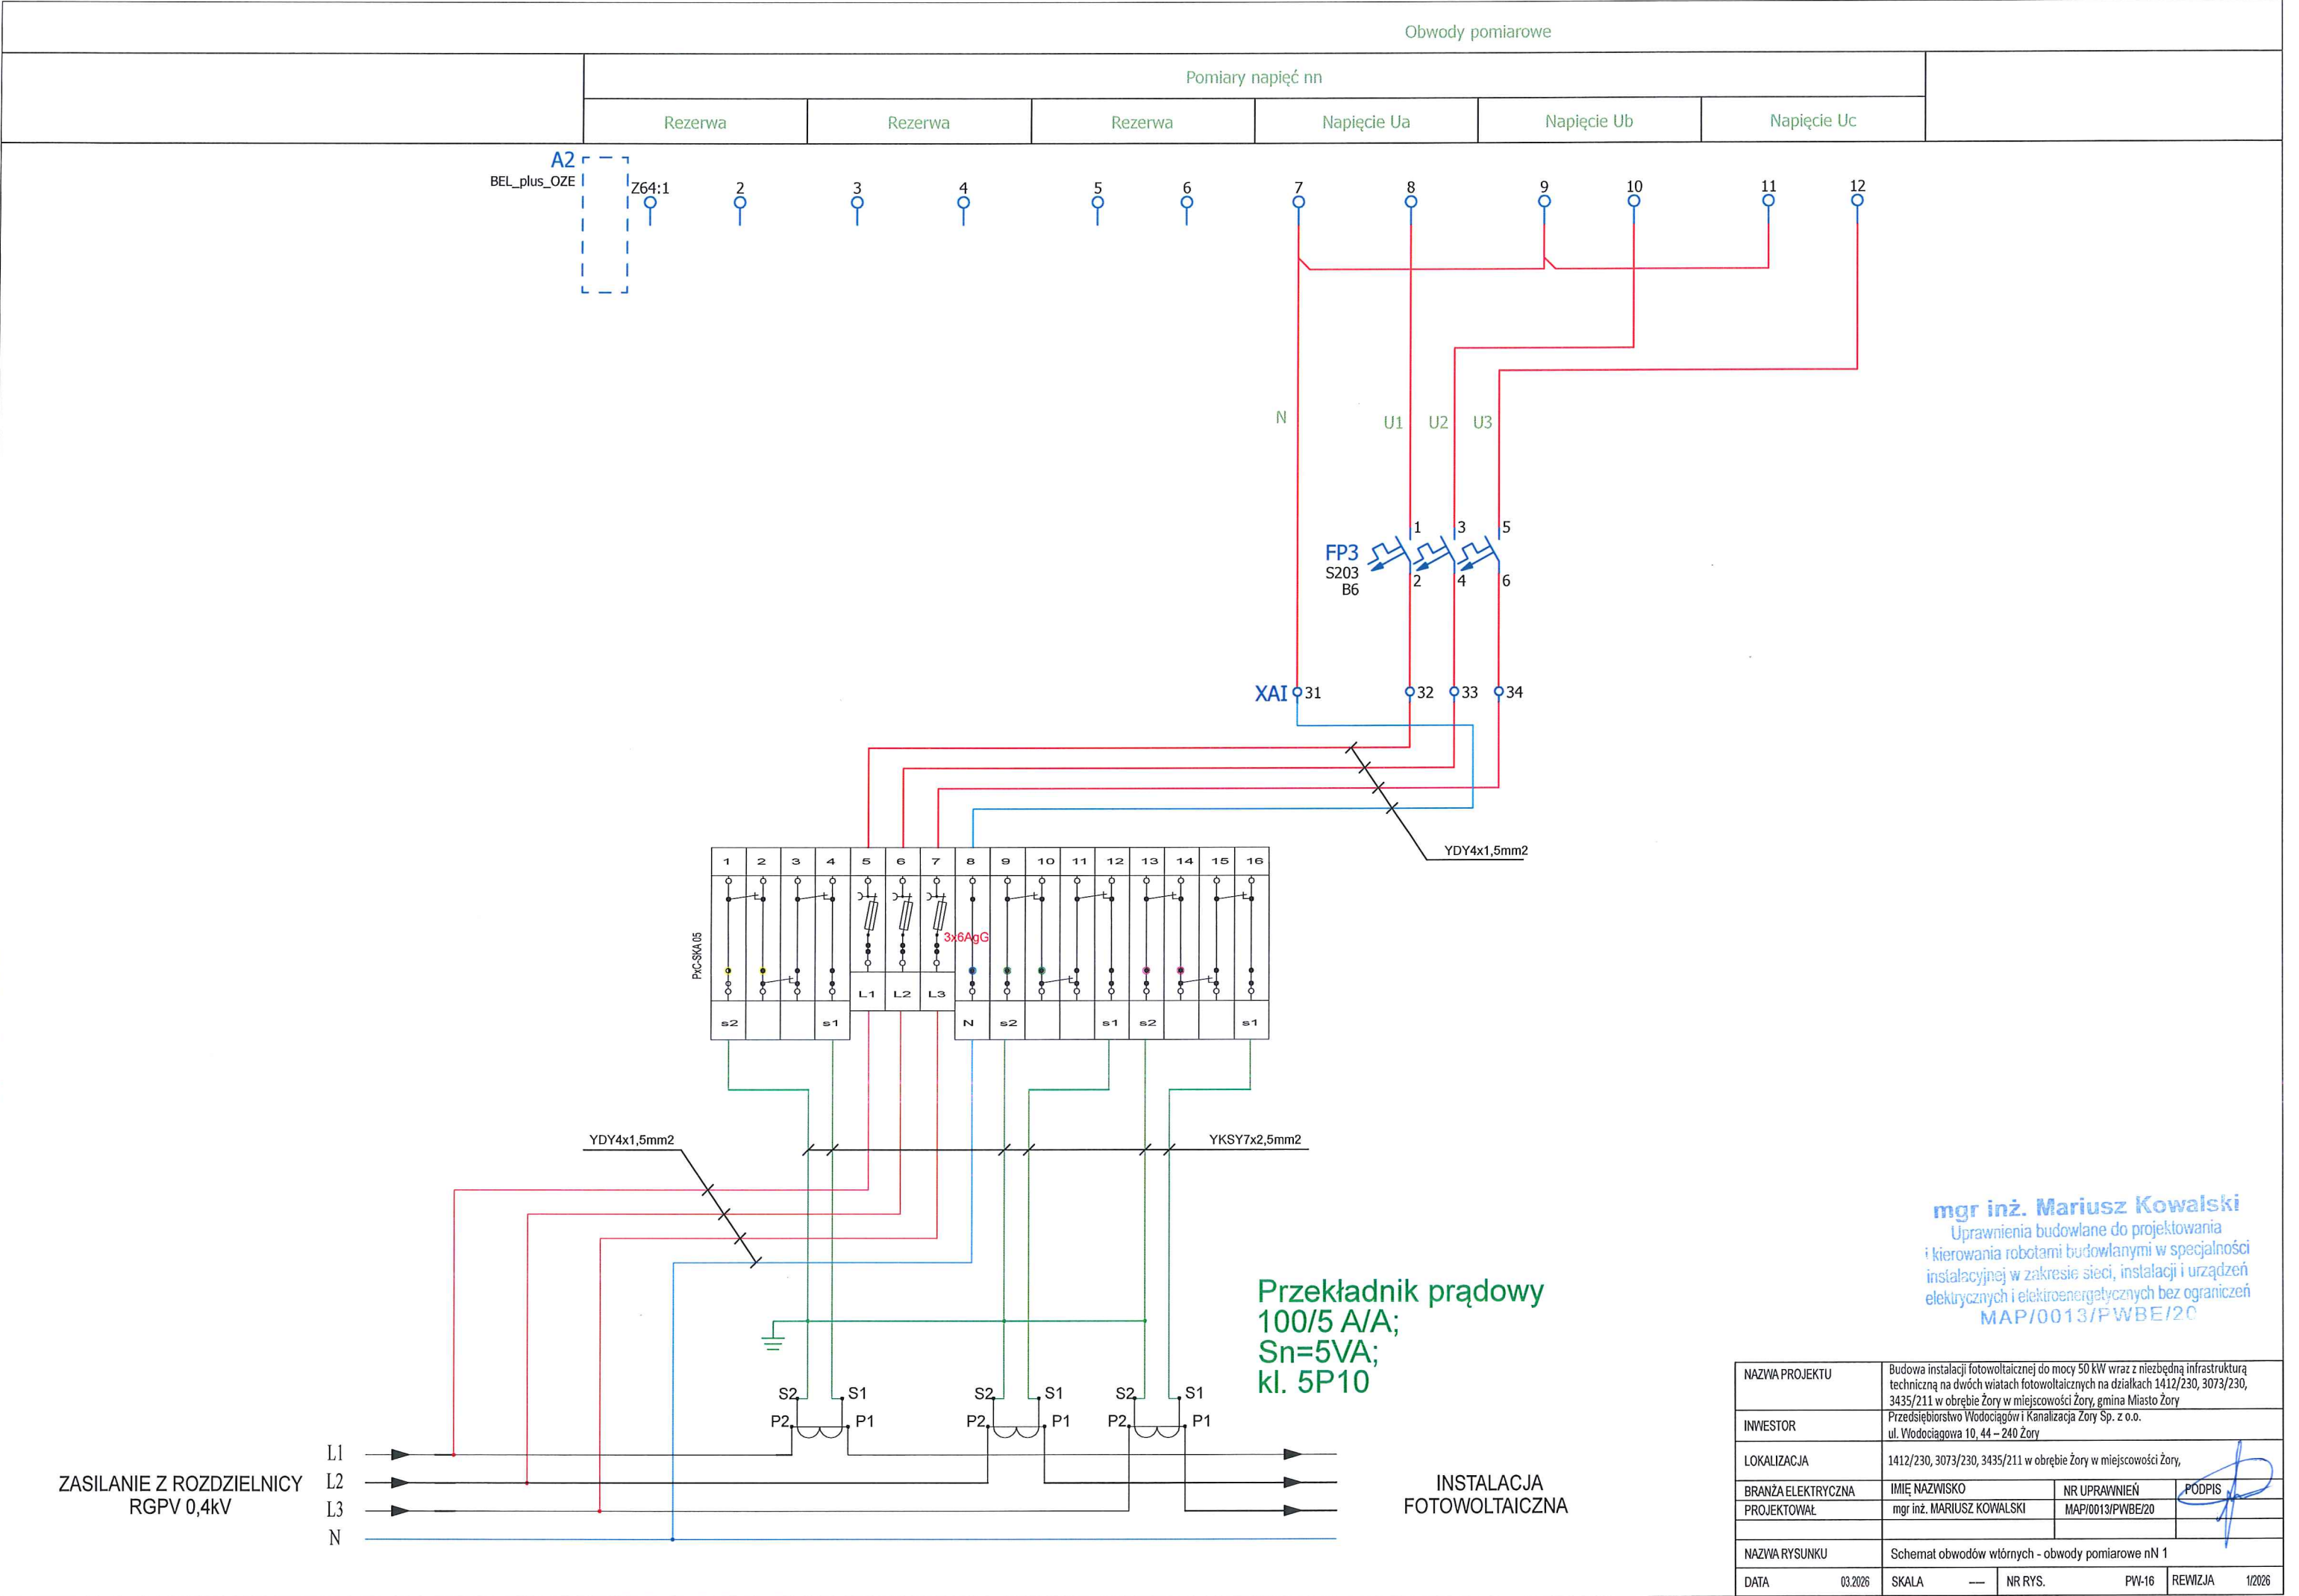 Obwody pomiarowe
Pomiary napięć nn
Rezerwa Rezerwa Rezerwa Napięcie Ua Napięcie Ub Napięcie Uc
A2
BEL_plus_OZE
Z64:1 2 3 4 5 6 7 8 9 10 11 12
N U1 U2 U3
1 3 5
FP3
S203
B6
2 4 6
XAI 31 32 33 34
YDY4x1,5mm2
1 2 3 4 5 6 7 8 9 10 11 12 13 14 15 16
PxC-SKA.05
3x6AgG
L1 L2 L3
s2 s1 N s2 s1 s2 s1
YDY4x1,5mm2
YKSY7x2,5mm2
Przekładnik prądowy
100/5 A/A;
Sn=5VA;
kl. 5P10
S2 S1 S2 S1 S2 S1
P2 P1 P2 P1 P2 P1
L1
L2
L3
N
ZASILANIE Z ROZDZIELNICY
RGPV 0,4kV
INSTALACJA
FOTOWOLTAICZNA
mgr inż. Mariusz Kowalski
Uprawnienia budowlane do projektowania
i kierowania robotami budowlanymi w specjalności
instalacyjnej w zakresie sieci, instalacji i urządzeń
elektrycznych i elektroenergetycznych bez ograniczeń
MAP/0013/PWBE/20
NAZWA PROJEKTU
Budowa instalacji fotowoltaicznej do mocy 50 kW wraz z niezbędną infrastrukturą
techniczną na dwóch wiatach fotowoltaicznych na działkach 1412/230, 3073/230,
3435/211 w obrębie Żory w miejscowości Żory, gmina Miasto Żory
INWESTOR
Przedsiębiorstwo Wodociągów i Kanalizacja Żory Sp. z o.o.
ul. Wodociągowa 10, 44 – 240 Żory
LOKALIZACJA
1412/230, 3073/230, 3435/211 w obrębie Żory w miejscowości Żory,
BRANŻA ELEKTRYCZNA IMIĘ NAZWISKO NR UPRAWNIEŃ PODPIS
PROJEKTOWAŁ mgr inż. MARIUSZ KOWALSKI MAP/0013/PWBE/20
NAZWA RYSUNKU Schemat obwodów wtórnych - obwody pomiarowe nN 1
DATA 03.2026 SKALA ---- NR RYS. PW-16 REWIZJA 1/2026